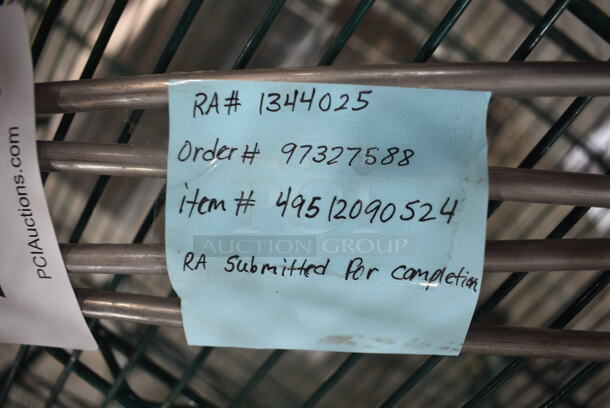 RA# 1344025
Order# 97327588
item # 49512090524
PCI
AUCTION GROUP
RA Submitted For completion
PCIAuctions.com